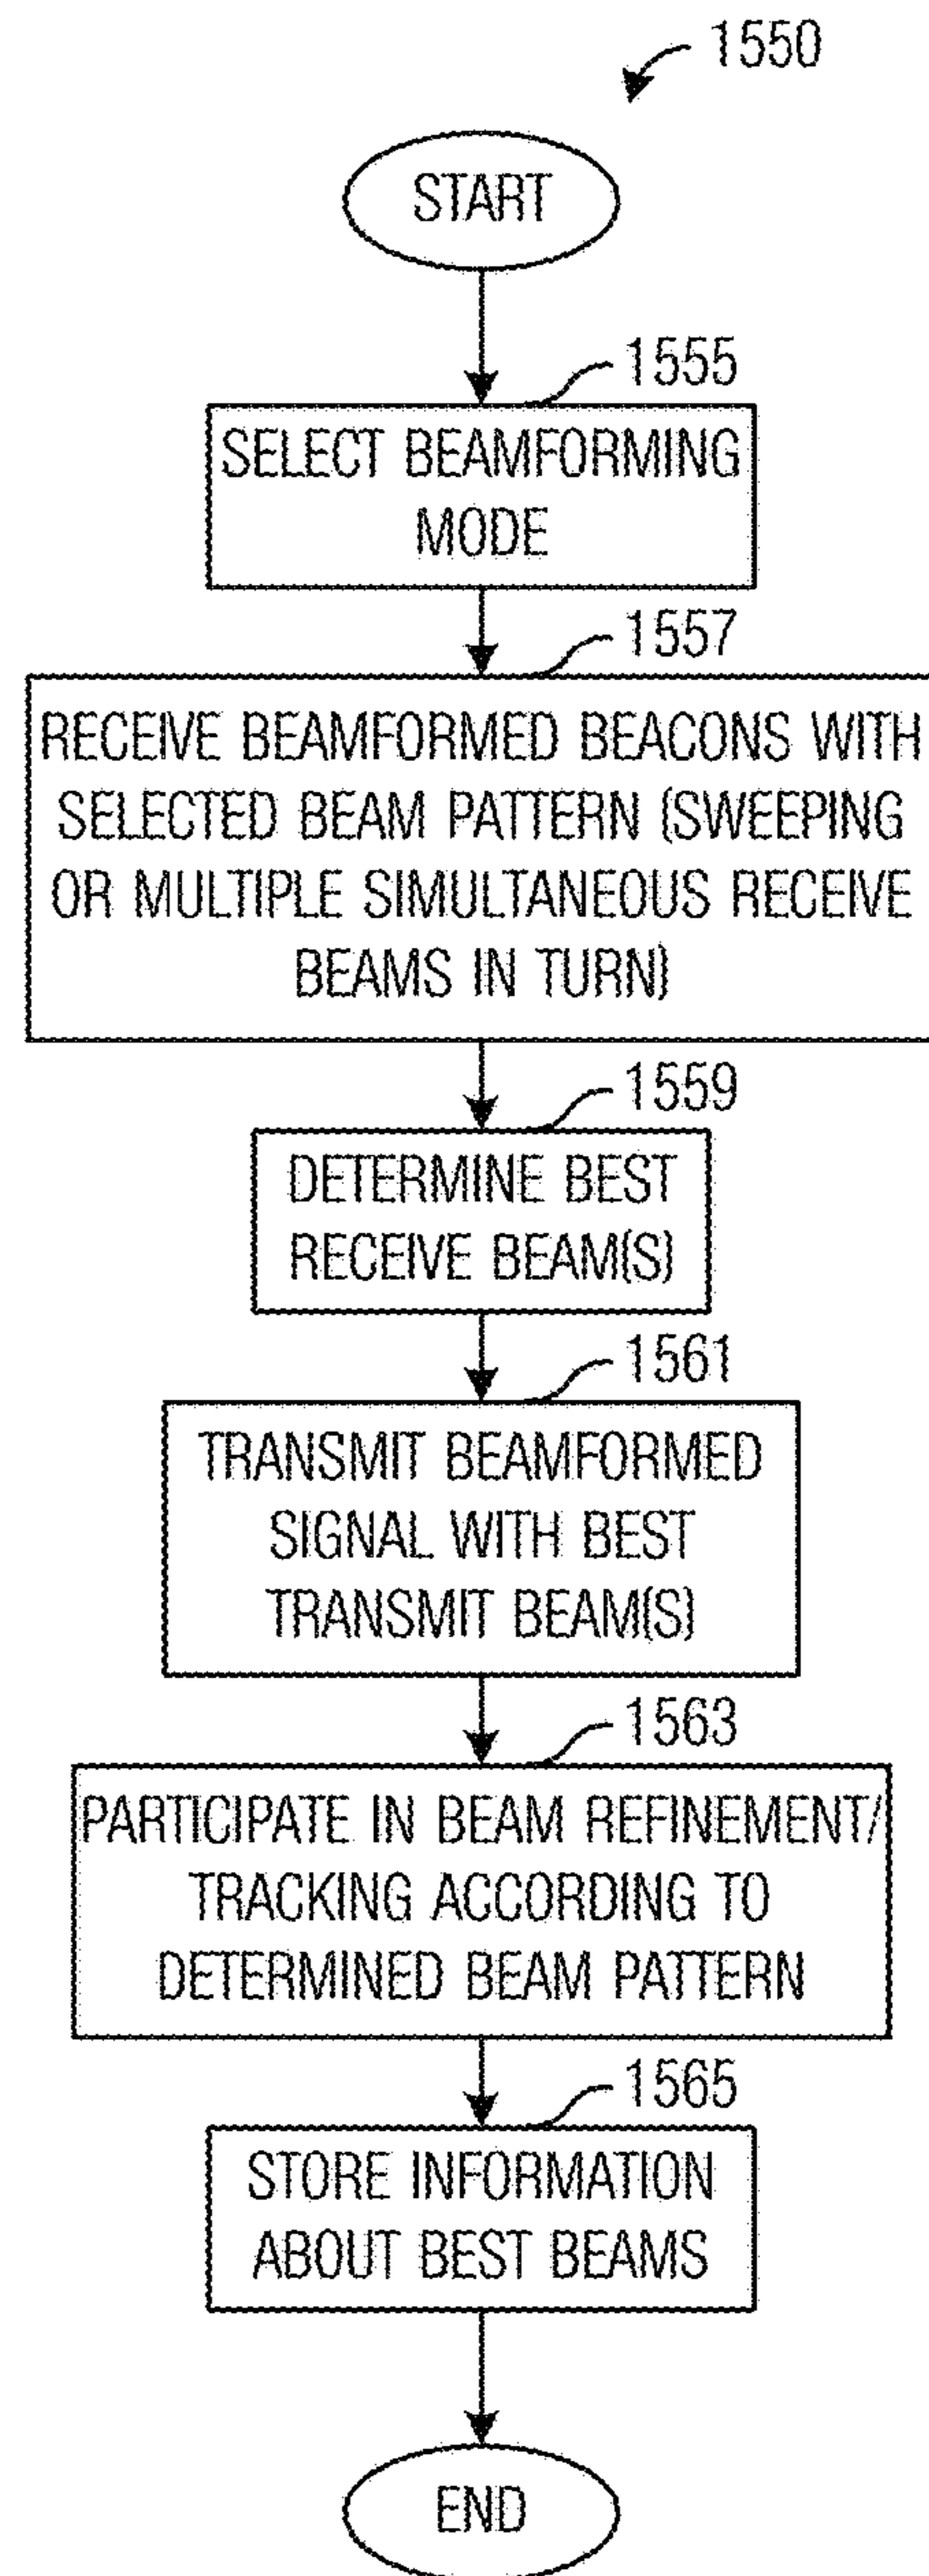 1550
START
1555
SELECT BEAMFORMING
MODE
1557
RECEIVE BEAMFORMED BEACONS WITH
SELECTED BEAM PATTERN (SWEEPING
OR MULTIPLE SIMULTANEOUS RECEIVE
BEAMS IN TURN)
1559
DETERMINE BEST
RECEIVE BEAM(S)
1561
TRANSMIT BEAMFORMED
SIGNAL WITH BEST
TRANSMIT BEAM(S)
1563
PARTICIPATE IN BEAM REFINEMENT/
TRACKING ACCORDING TO
DETERMINED BEAM PATTERN
1565
STORE INFORMATION
ABOUT BEST BEAMS
END